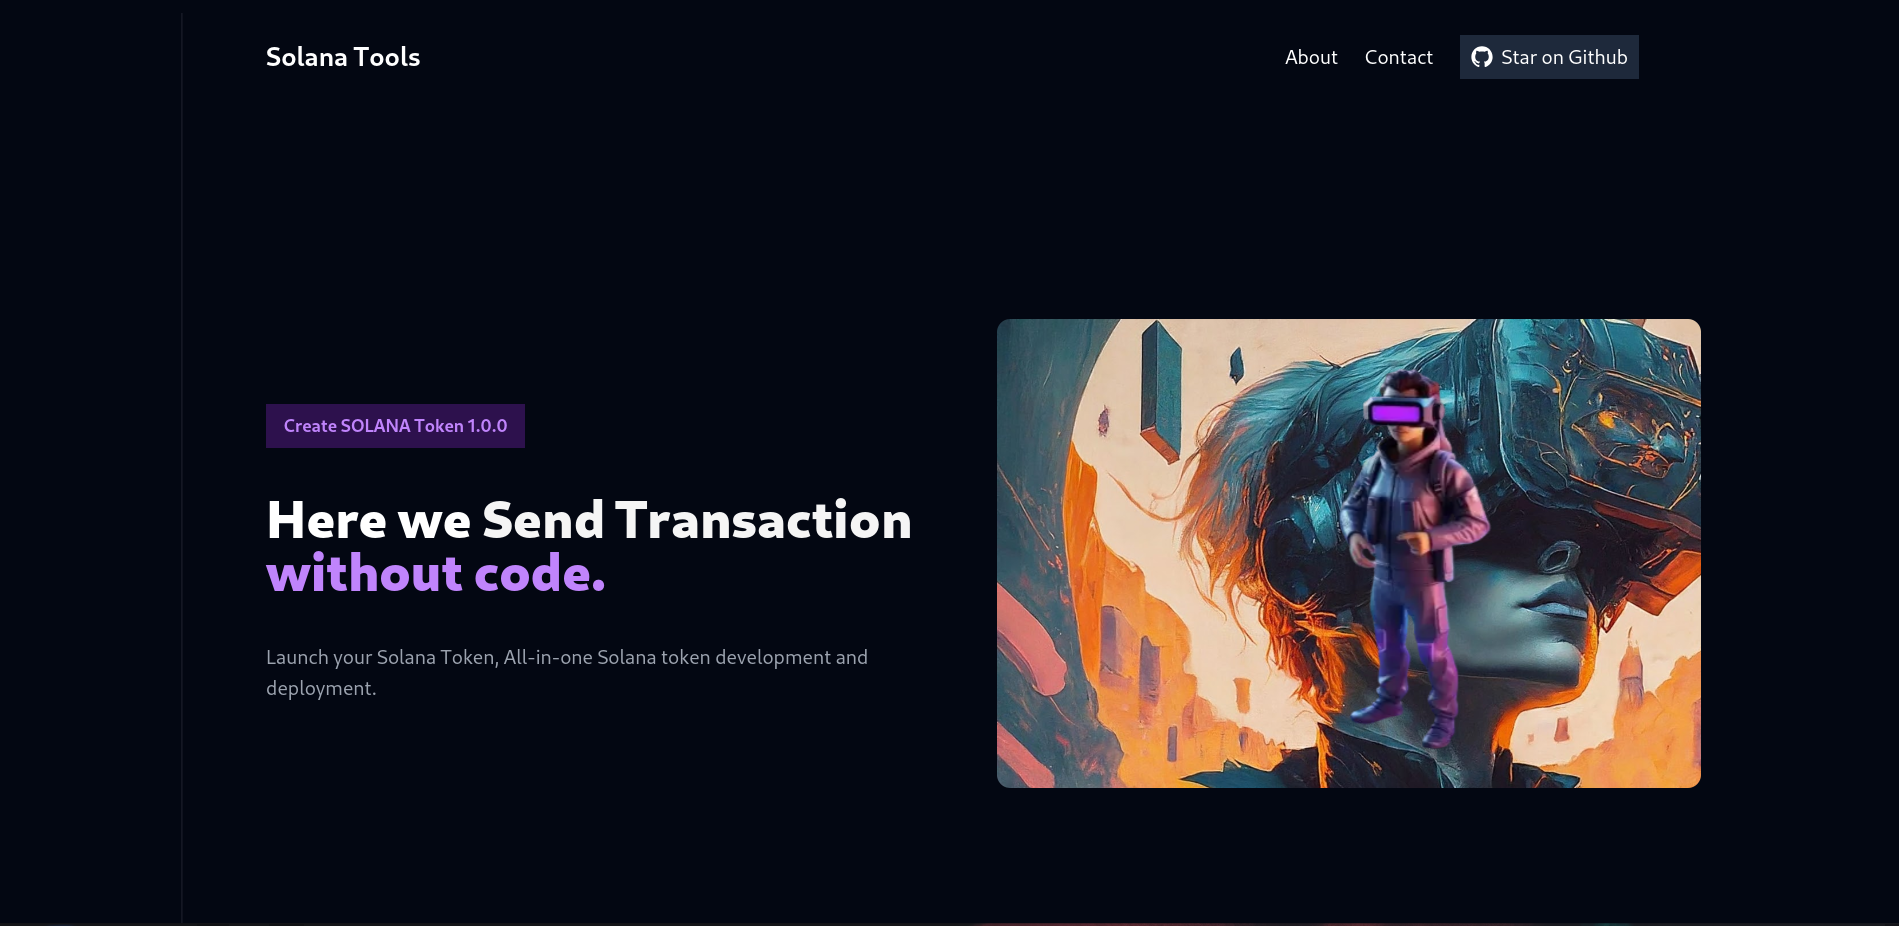 Solana Tools
About
Contact
Star on Github
Create SOLANA Token 1.0.0
Here we Send Transaction
without code.
Launch your Solana Token, All-in-one Solana token development and
deployment.